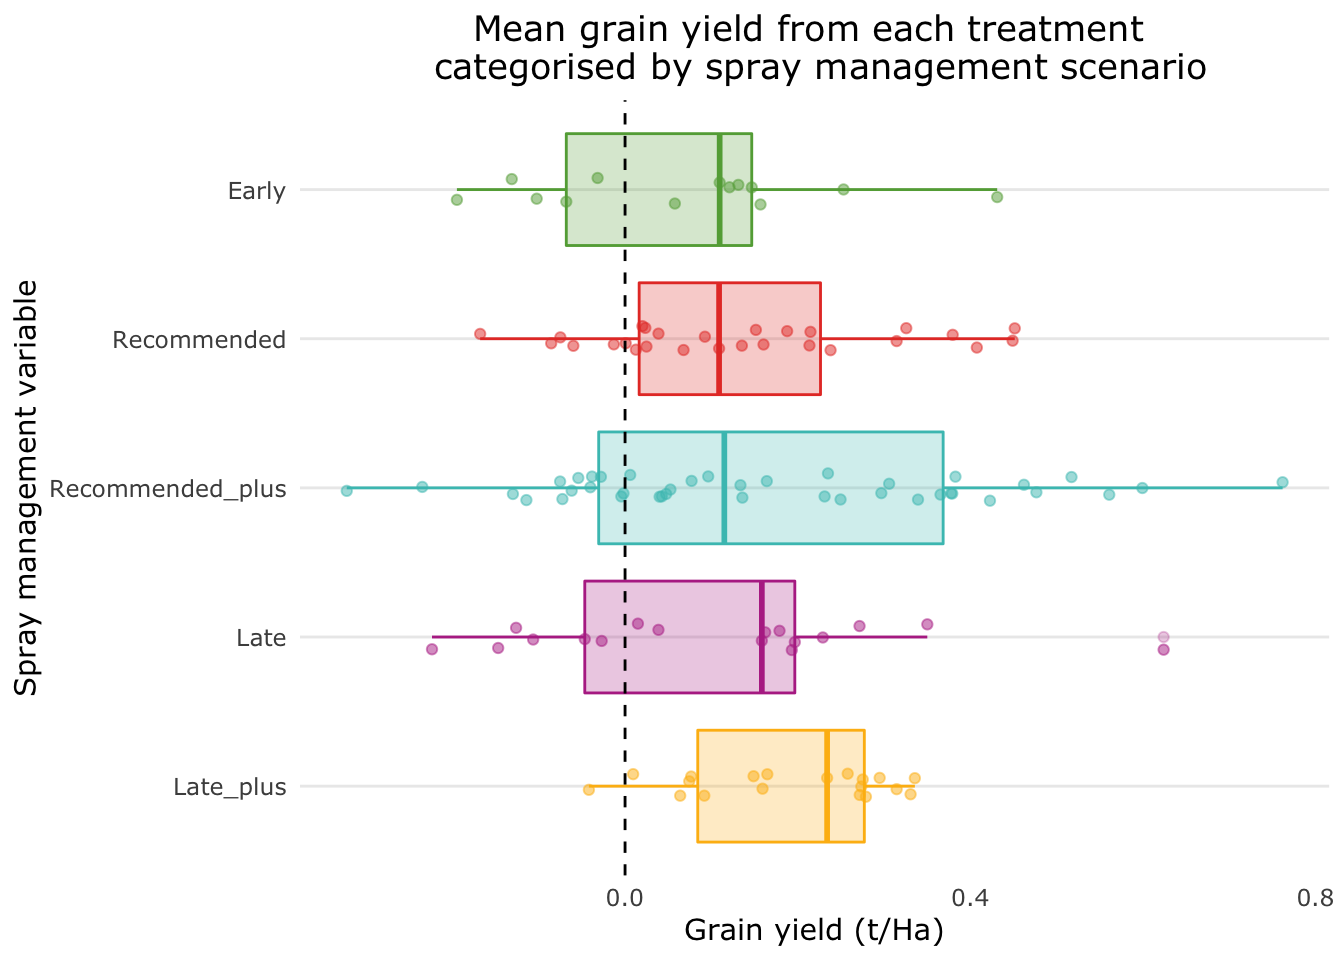 Mean grain yield from each treatment
categorised by spray management scenario
Spray management variable
Early
Recommended
Recommended_plus
Late
Late_plus
0.0
0.4
0.8
Grain yield (t/Ha)